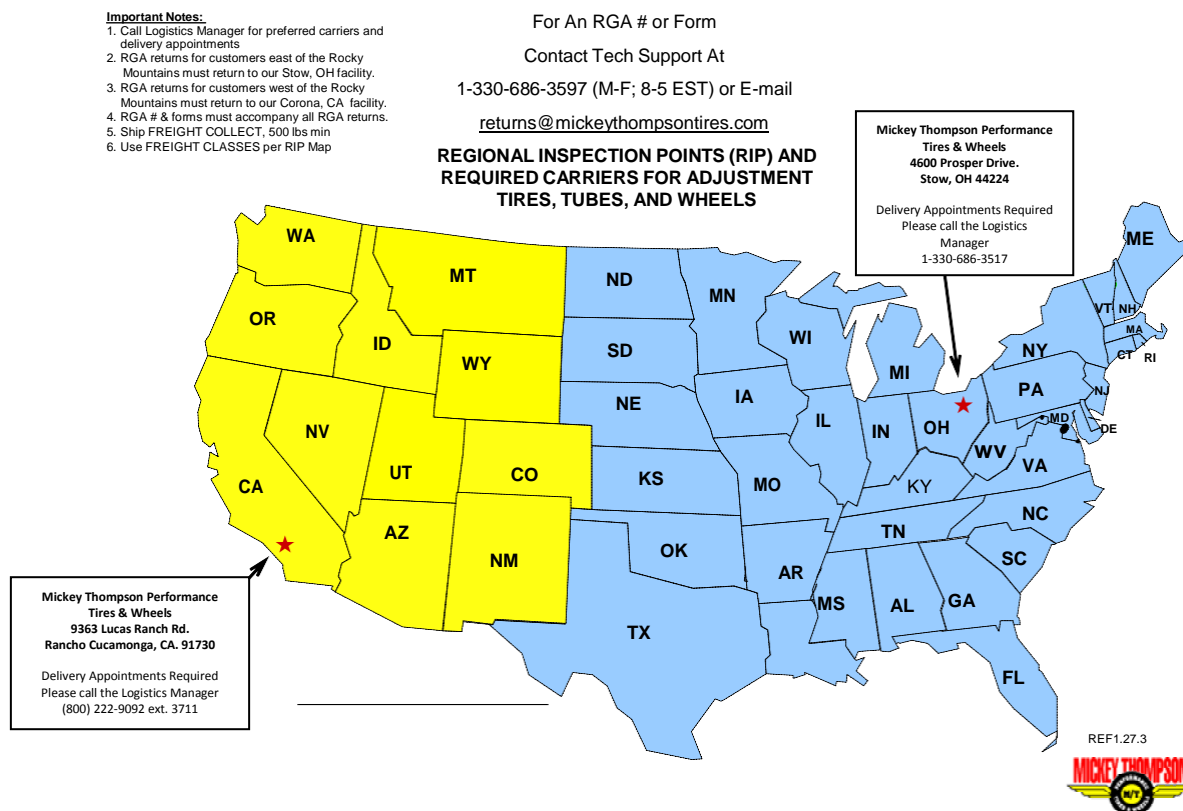 Important Notes:
1. Call Logistics Manager for preferred carriers and
delivery appointments
2. RGA returns for customers east of the Rocky
Mountains must return to our Stow, OH facility.
3. RGA returns for customers west of the Rocky
Mountains must return to our Corona, CA facility.
4. RGA # & forms must accompany all RGA returns.
5. Ship FREIGHT COLLECT, 500 lbs min
6. Use FREIGHT CLASSES per RIP Map
For An RGA # or Form
Contact Tech Support At
1-330-686-3597 (M-F; 8-5 EST) or E-mail
returns@mickeythompsontires.com
REGIONAL INSPECTION POINTS (RIP) AND
REQUIRED CARRIERS FOR ADJUSTMENT
TIRES, TUBES, AND WHEELS
Mickey Thompson Performance
Tires & Wheels
4600 Prosper Drive.
Stow, OH 44224
Delivery Appointments Required
Please call the Logistics
Manager
1-330-686-3517
WA
MT
ND
MN
ME
OR
ID
WY
SD
WI
MI
NY
VT
NH
MA
CT
RI
NV
UT
CO
NE
IA
IL
IN
OH
PA
NJ
MD
DE
WV
VA
CA
AZ
NM
KS
MO
KY
NC
TN
OK
AR
SC
TX
MS
AL
GA
FL
Mickey Thompson Performance
Tires & Wheels
9363 Lucas Ranch Rd.
Rancho Cucamonga, CA. 91730
Delivery Appointments Required
Please call the Logistics Manager
(800) 222-9092 ext. 3711
REF1.27.3
MICKEY THOMPSON
M/T